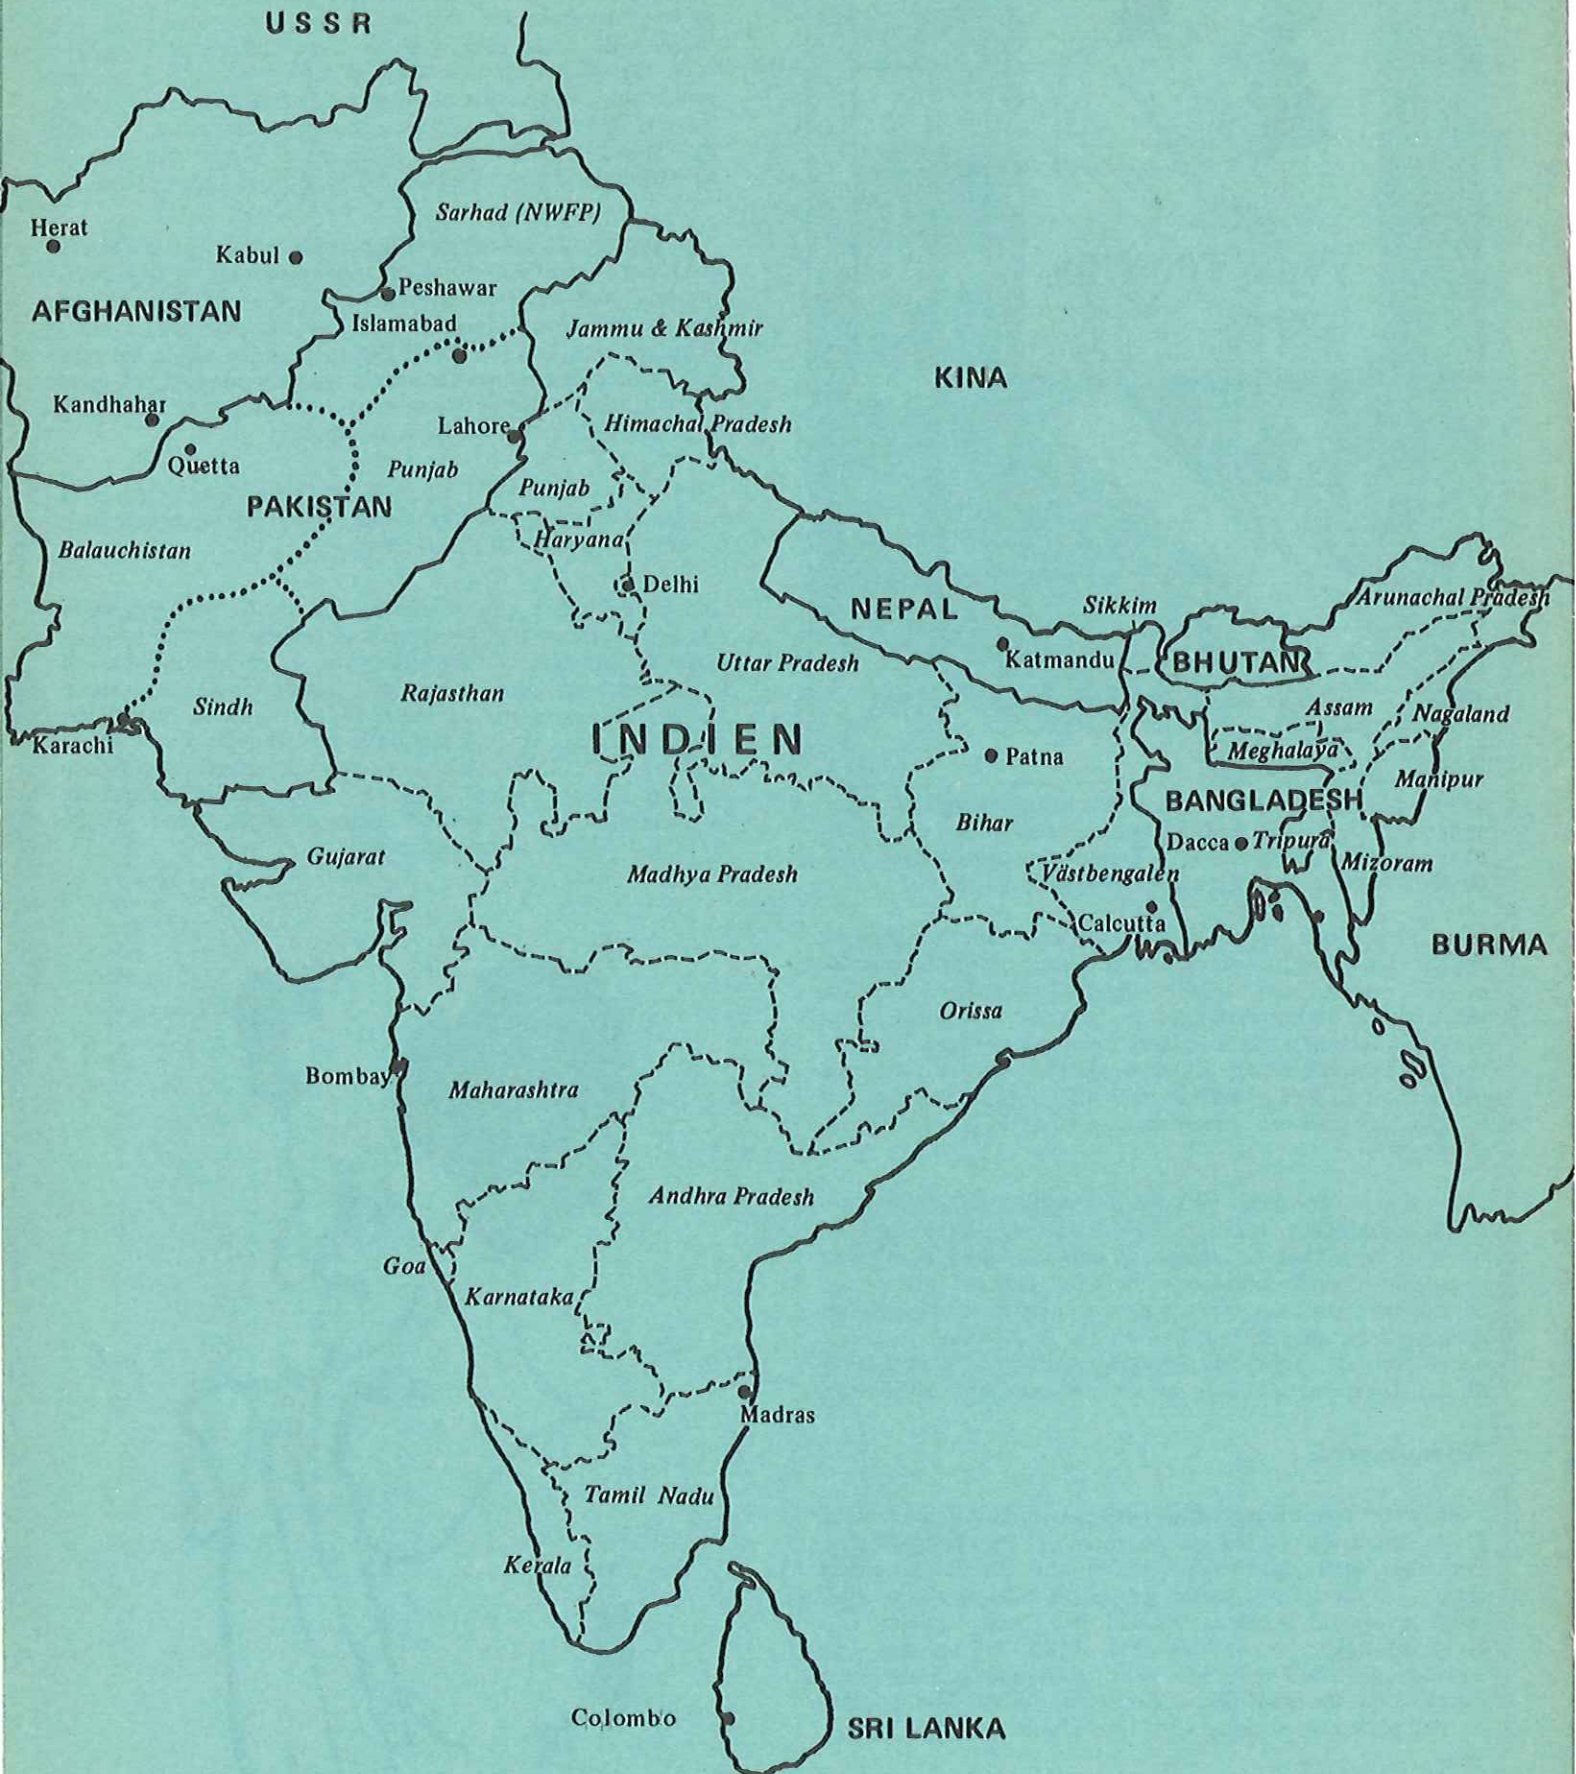 USSR
Sarhad (NWFP)
Herat
Kabul
Peshawar
AFGHANISTAN
Islamabad
Jammu & Kashmir
KINA
Kandhahar
Lahore
Himachal Pradesh
Quetta
Punjab
Punjab
PAKISTAN
Haryana
Balauchistan
Delhi
NEPAL
Sikkim
Arunachal Pradesh
Katmandu
BHUTAN
Uttar Pradesh
Rajasthan
Sindh
Assam
Nagaland
INDIEN
Karachi
Meghalaya
Patna
Manipur
BANGLADESH
Bihar
Dacca
Tripura
Gujarat
Mizoram
Madhya Pradesh
Västbengalen
Calcutta
BURMA
Orissa
Bombay
Maharashtra
Andhra Pradesh
Goa
Karnataka
Madras
Tamil Nadu
Kerala
Colombo
SRI LANKA